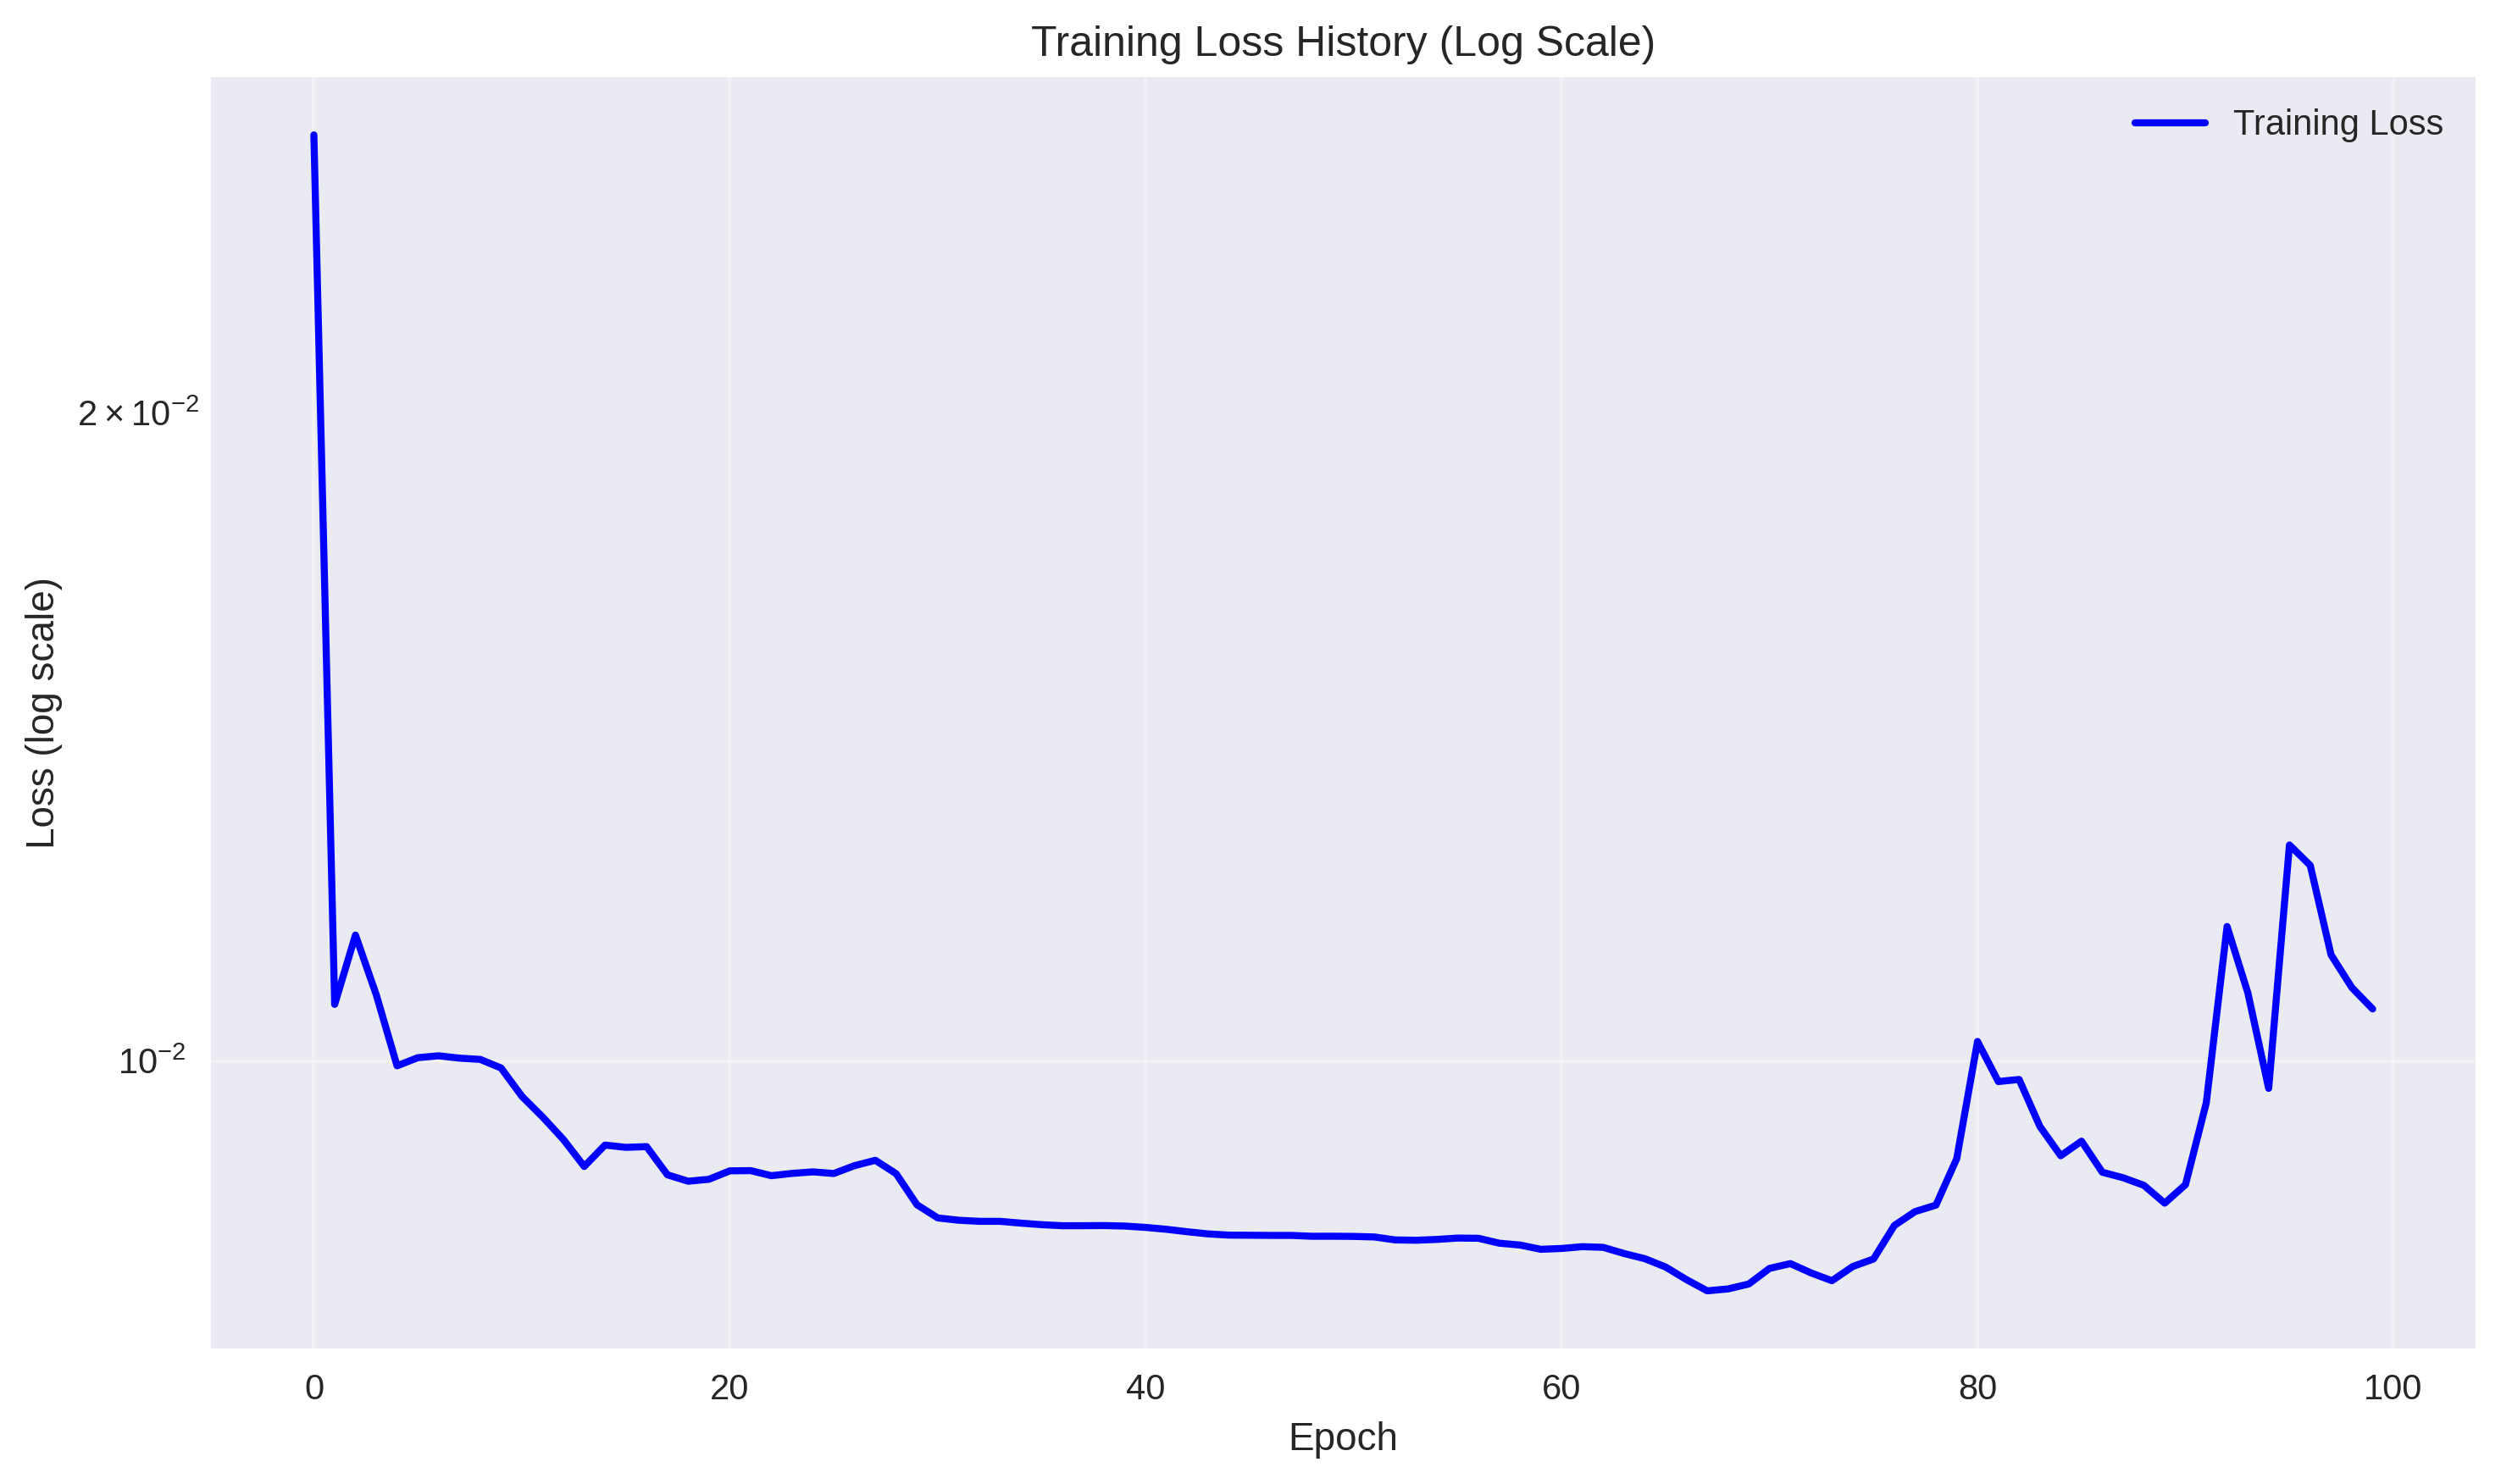 Training Loss History (Log Scale)
Training Loss
2 × 10⁻²
10⁻²
Loss (log scale)
0 20 40 60 80 100
Epoch